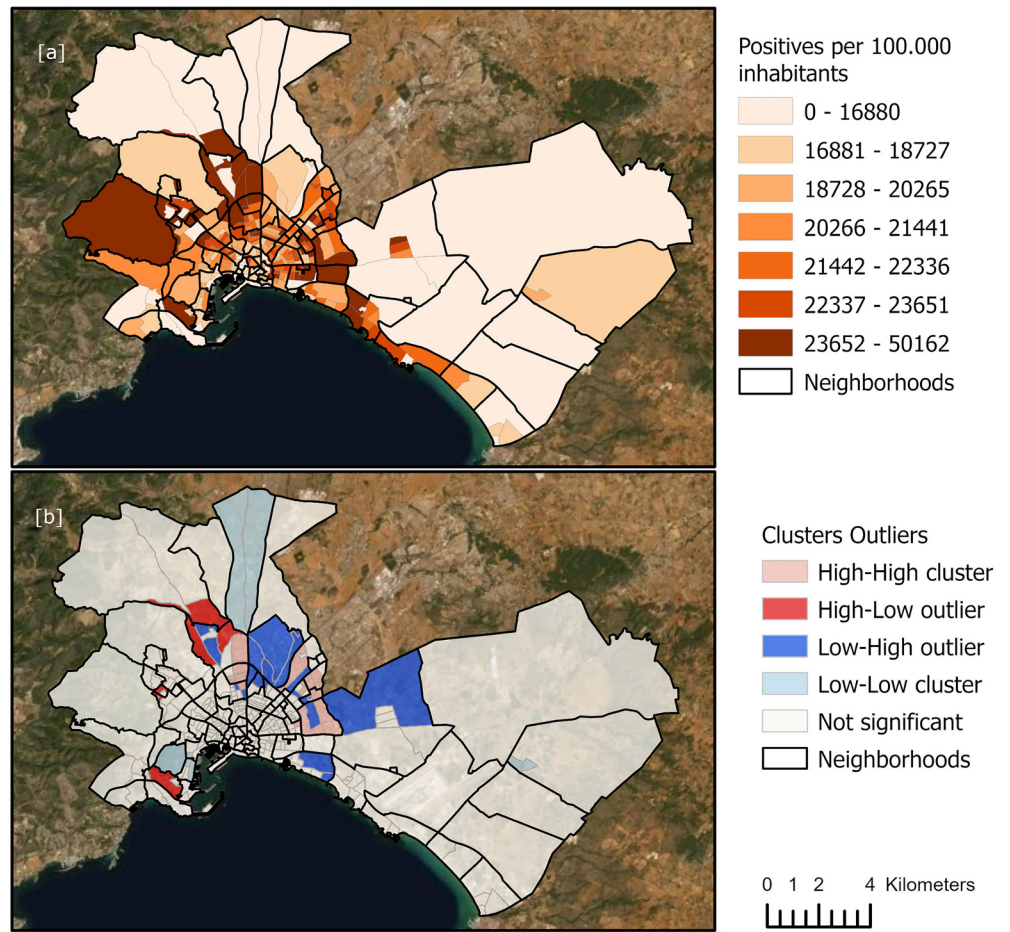 [a]
Positives per 100.000
inhabitants
0 - 16880
16881 - 18727
18728 - 20265
20266 - 21441
21442 - 22336
22337 - 23651
23652 - 50162
Neighborhoods
[b]
Clusters Outliers
High-High cluster
High-Low outlier
Low-High outlier
Low-Low cluster
Not significant
Neighborhoods
0 1 2 4 Kilometers